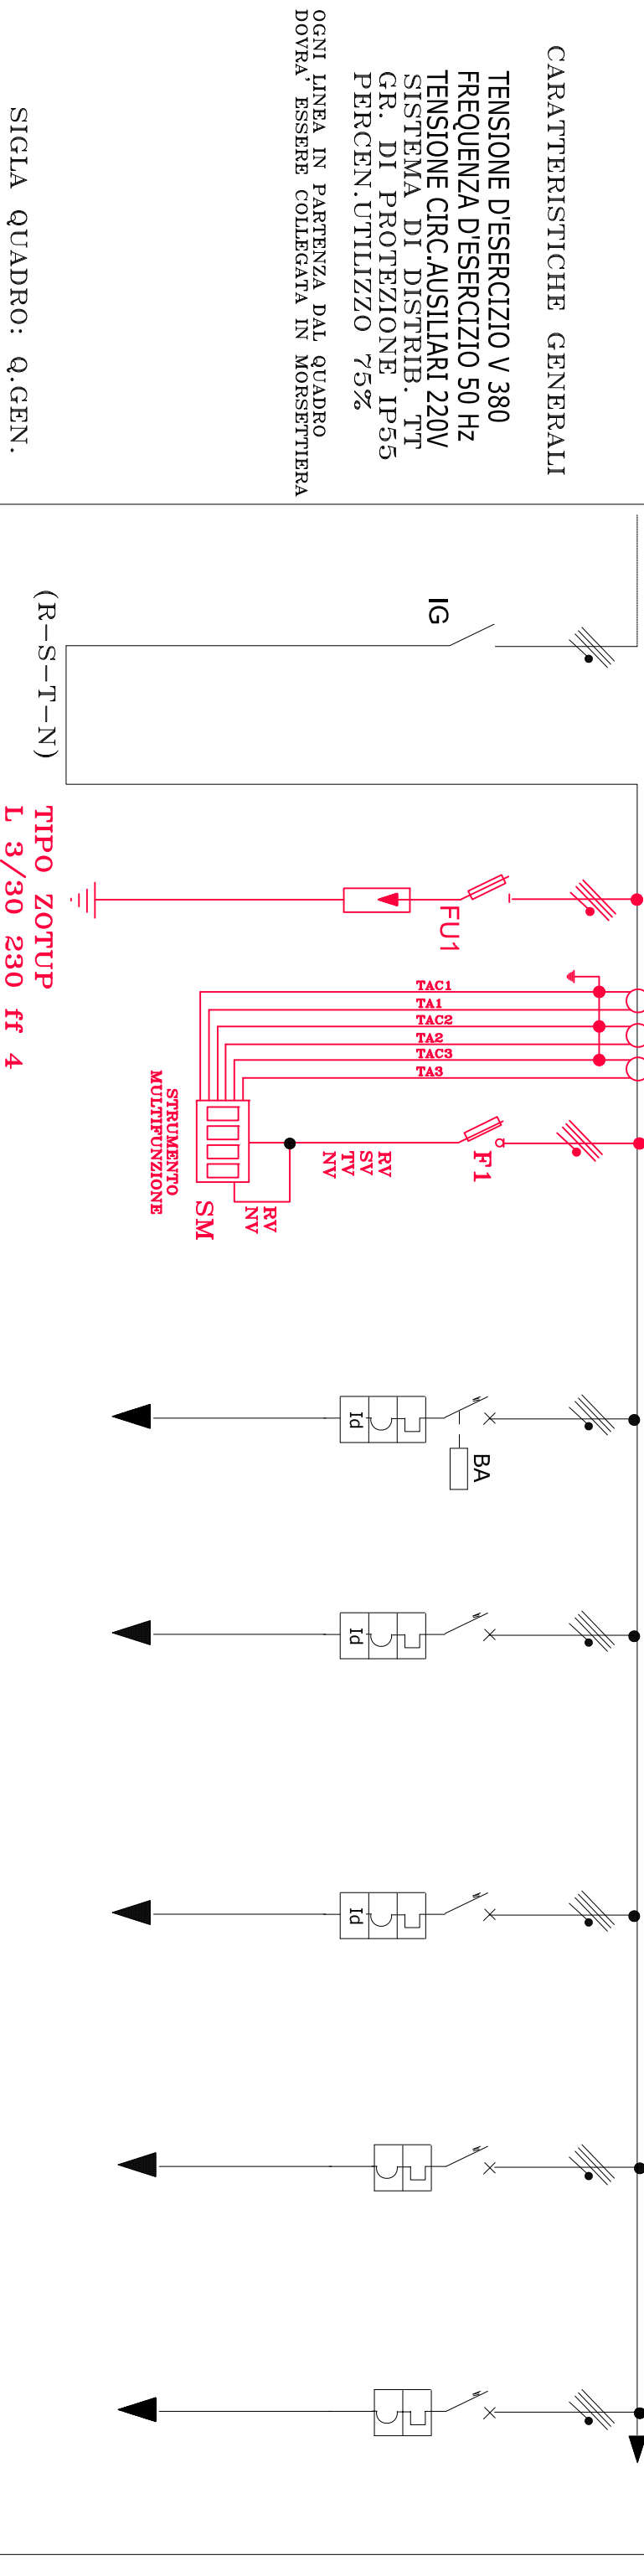 CARATTERISTICHE GENERALI
TENSIONE D'ESERCIZIO V 380
FREQUENZA D'ESERCIZIO 50 Hz
TENSIONE CIRC.AUSILIARI 220V
SISTEMA DI DISTRIB. TT
GR. DI PROTEZIONE IP55
PERCEN.UTILIZZO 75%
OGNI LINEA IN PARTENZA DAL QUADRO
DOVRA' ESSERE COLLEGATA IN MORSETTIERA
SIGLA QUADRO: Q.GEN.
IG
(R-S-T-N)
FU1
TIPO ZOTUP
L 3/30 230 ff 4
TAC1
TA1
TAC2
TA2
TAC3
TA3
F1
RV
SV
TV
NV
RV
NV
SM
STRUMENTO
MULTIFUNZIONE
BA
Id
Id
Id